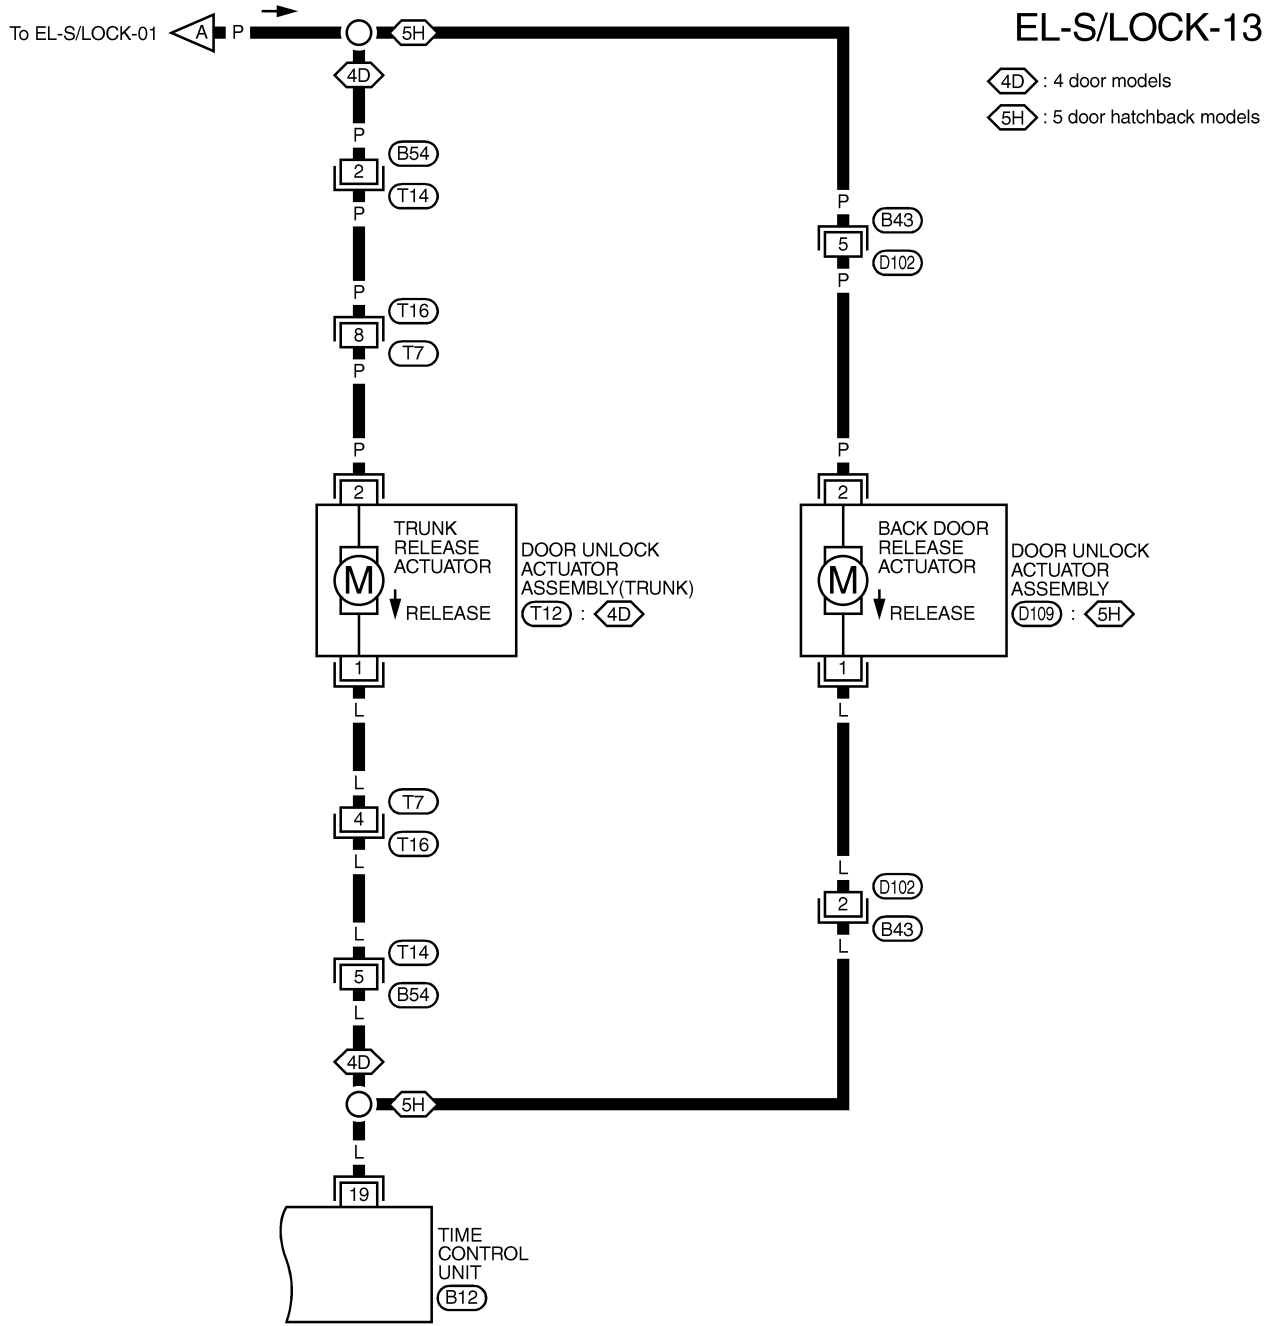 To EL-S/LOCK-01
A
P
5H
EL-S/LOCK-13
4D : 4 door models
5H : 5 door hatchback models
4D
P
B54
2
T14
P
P
B43
5
D102
P
P
T16
8
T7
P
P
P
2
2
TRUNK
RELEASE
ACTUATOR
M
RELEASE
DOOR UNLOCK
ACTUATOR
ASSEMBLY(TRUNK)
T12 : 4D
BACK DOOR
RELEASE
ACTUATOR
M
RELEASE
DOOR UNLOCK
ACTUATOR
ASSEMBLY
D109 : 5H
1
1
L
L
L
T7
4
T16
L
L
D102
2
B43
L
L
T14
5
B54
L
4D
5H
L
19
TIME
CONTROL
UNIT
B12